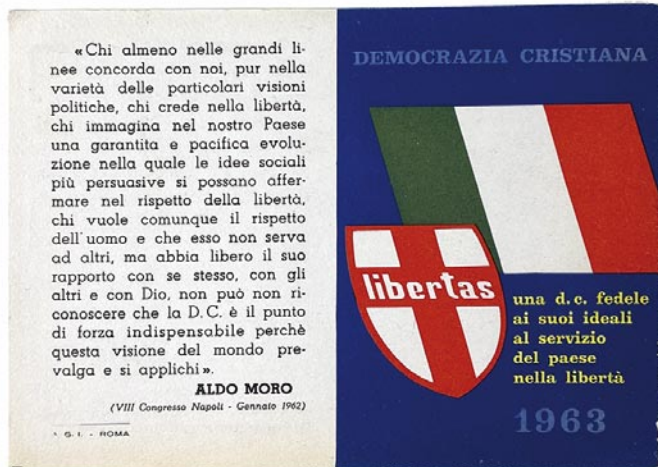 «Chi almeno nelle grandi li-
nee concorda con noi, pur nella
varietà delle particolari visioni
politiche, chi crede nella libertà,
chi immagina nel nostro Paese
una garantita e pacifica evolu-
zione nella quale le idee sociali
più persuasive si possano affer-
mare nel rispetto della libertà,
chi vuole comunque il rispetto
dell'uomo e che esso non serva
ad altri, ma abbia libero il suo
rapporto con se stesso, con gli
altri e con Dio, non può non ri-
conoscere che la D.C. è il punto
di forza indispensabile perchè
questa visione del mondo pre-
valga e si applichi».
ALDO MORO
(VIII Congresso Napoli - Gennaio 1962)
G. I. - ROMA
DEMOCRAZIA CRISTIANA
libertas
una d.c. fedele
ai suoi ideali
al servizio
del paese
nella libertà
1963